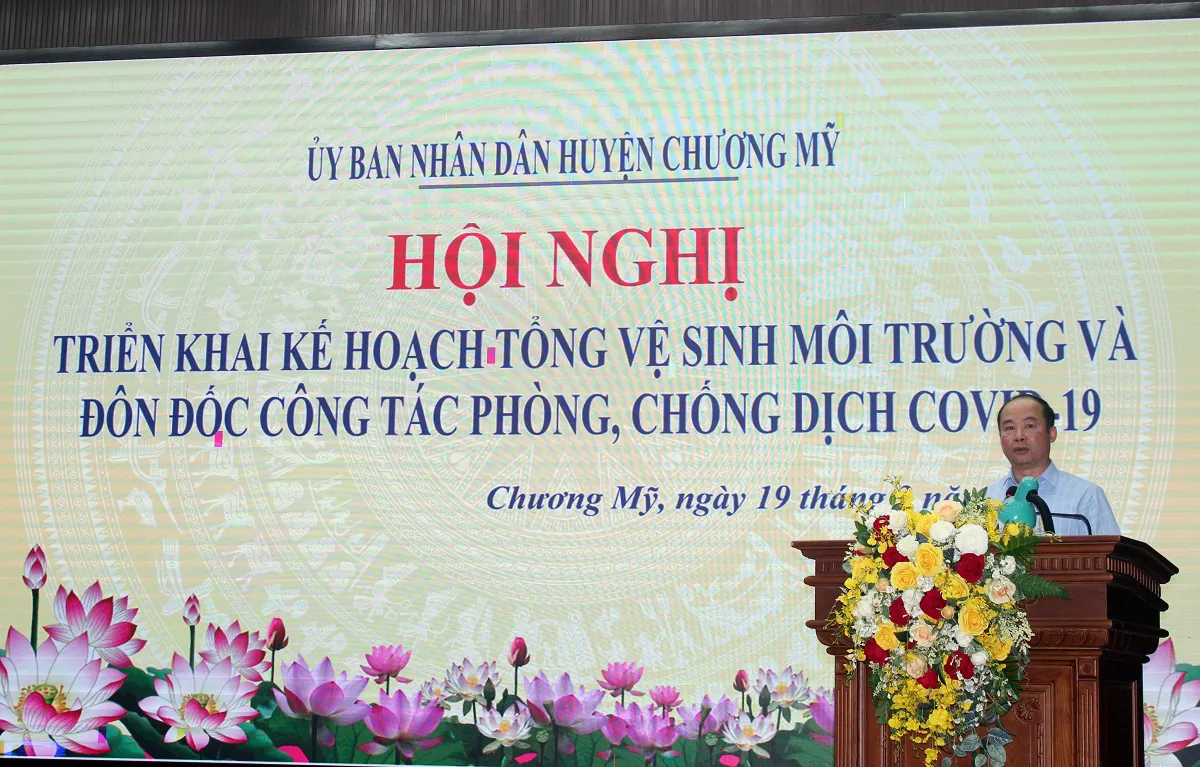 ỦY BAN NHÂN DÂN HUYỆN CHƯƠNG MỸ
HỘI NGHỊ
TRIỂN KHAI KẾ HOẠCH TỔNG VỆ SINH MÔI TRƯỜNG VÀ
ĐÔN ĐỐC CÔNG TÁC PHÒNG, CHỐNG DỊCH COVID-19
Chương Mỹ, ngày 19 tháng